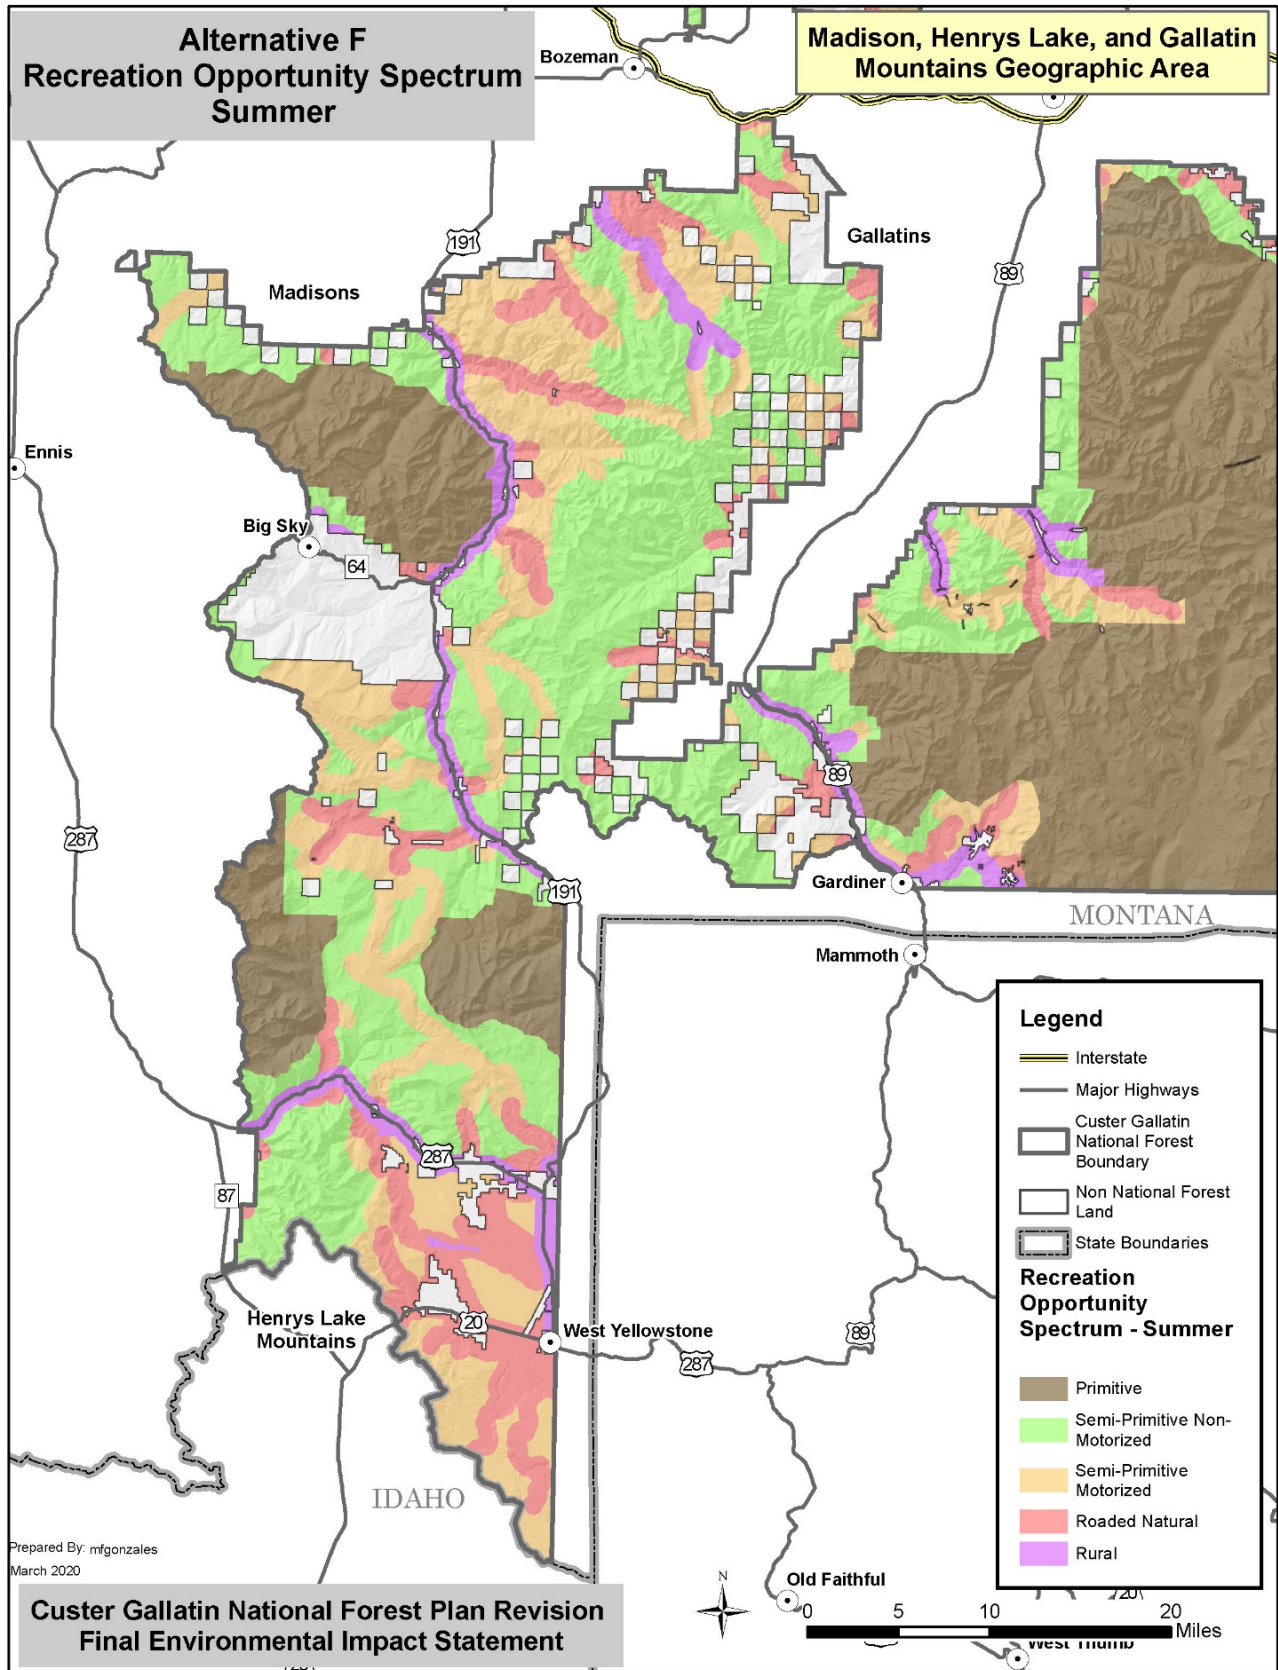 Alternative F
Recreation Opportunity Spectrum
Summer
Madison, Henrys Lake, and Gallatin
Mountains Geographic Area
Bozeman
191
Gallatins
89
Madisons
Ennis
Big Sky
64
287
89
191
Gardiner
MONTANA
Mammoth
287
87
Henrys Lake
Mountains
20
West Yellowstone
287
89
IDAHO
Old Faithful
West Thumb
20
Legend
Interstate
Major Highways
Custer Gallatin
National Forest
Boundary
Non National Forest
Land
State Boundaries
Recreation
Opportunity
Spectrum - Summer
Primitive
Semi-Primitive Non-
Motorized
Semi-Primitive
Motorized
Roaded Natural
Rural
N
0 5 10 20
Miles
Prepared By: mfgonzales
March 2020
Custer Gallatin National Forest Plan Revision
Final Environmental Impact Statement